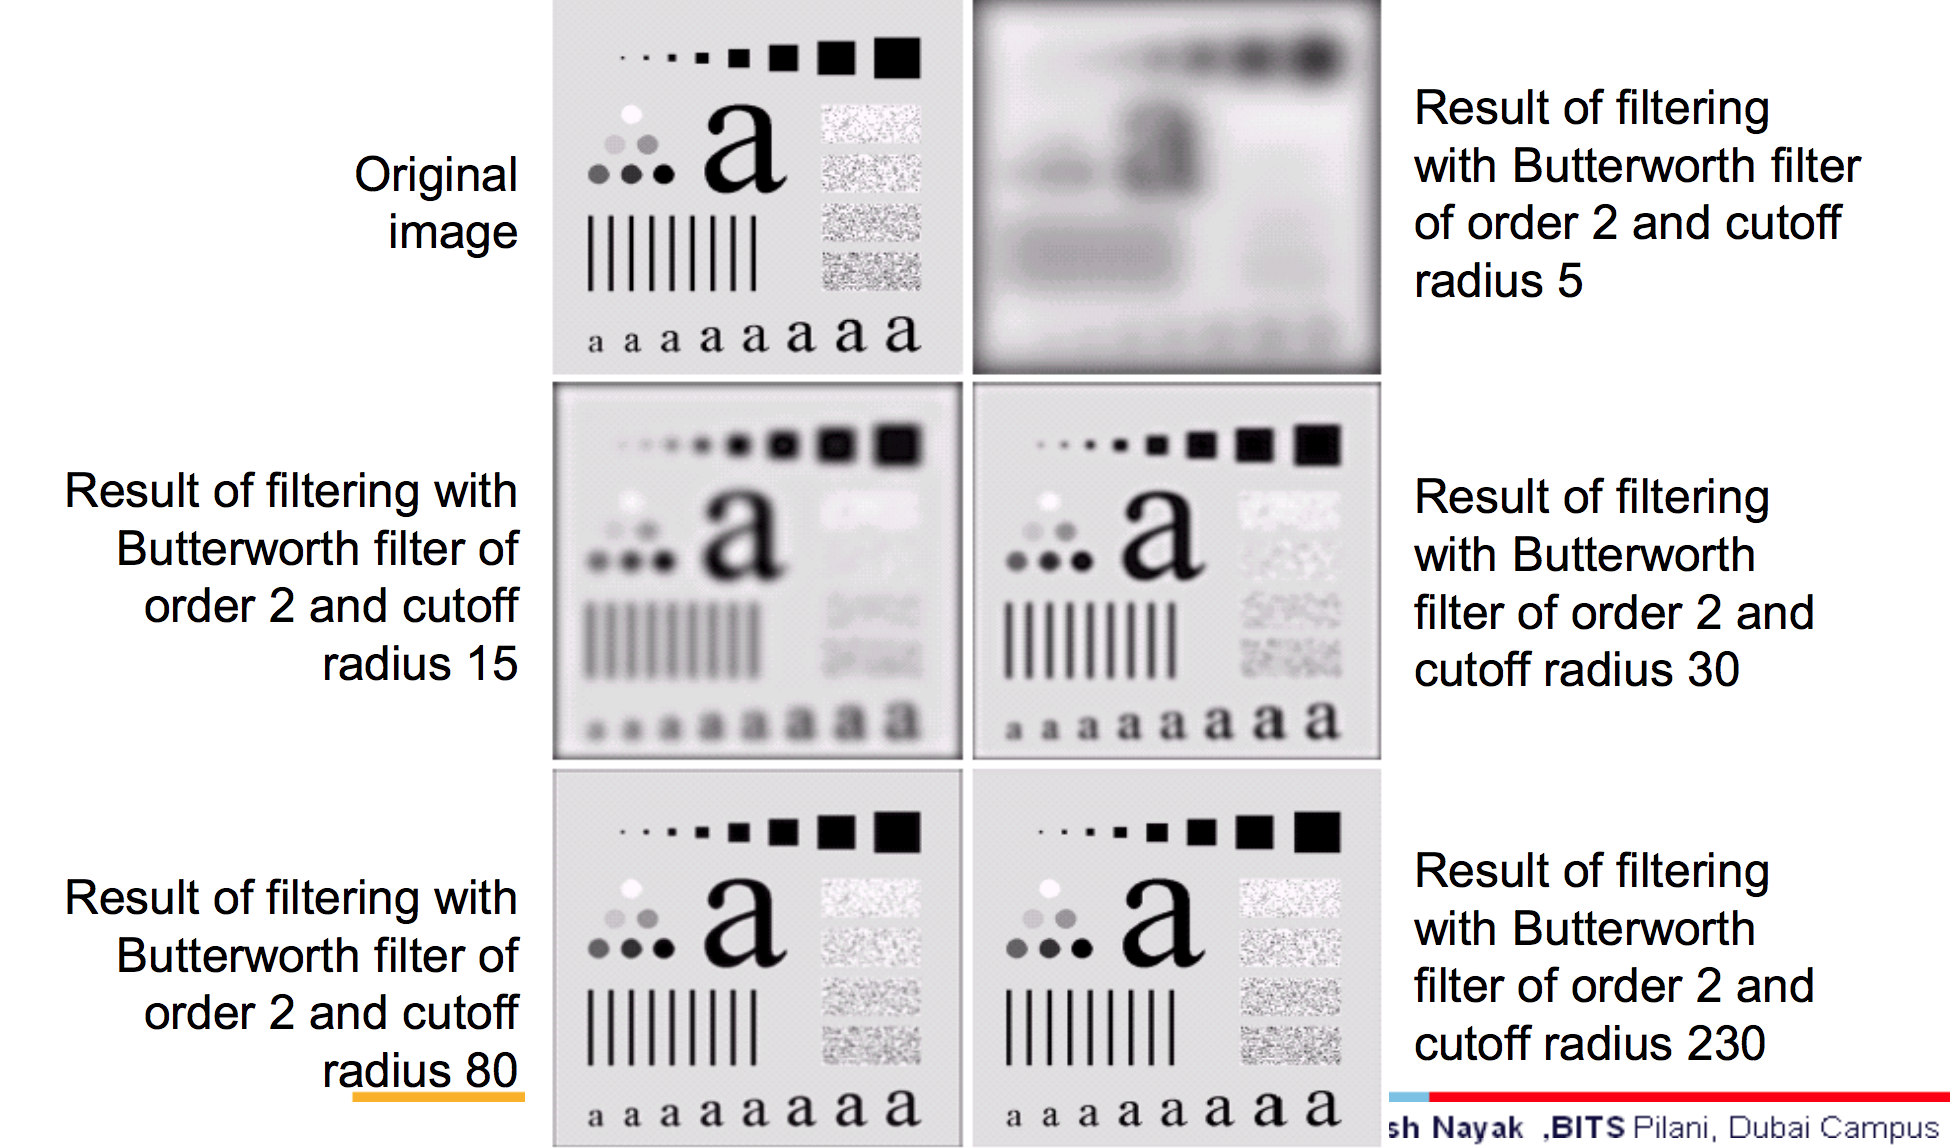 Original
image
a
a a a a a a a a
Result of filtering
with Butterworth filter
of order 2 and cutoff
radius 5
a
Result of filtering with
Butterworth filter of
order 2 and cutoff
radius 15
a
a a a a a a a a
a
a a a a a a a a
Result of filtering
with Butterworth
filter of order 2 and
cutoff radius 30
Result of filtering with
Butterworth filter of
order 2 and cutoff
radius 80
a
a a a a a a a a
a
a a a a a a a a
Result of filtering
with Butterworth
filter of order 2 and
cutoff radius 230
sh Nayak ,BITS Pilani, Dubai Campus